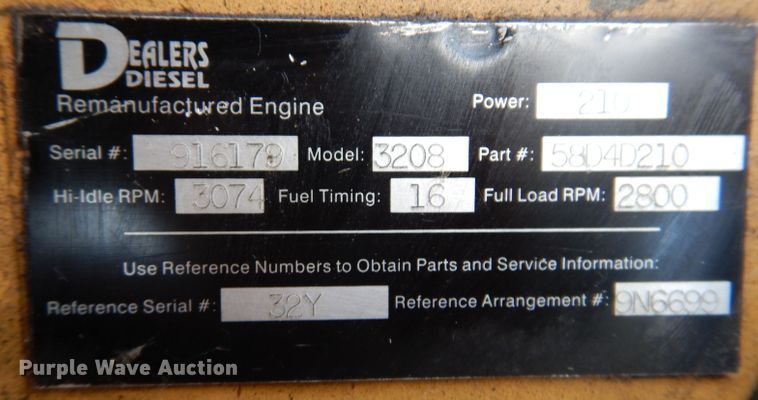 DEALERS
DIESEL
Remanufactured Engine Power: 210
Serial #: 916179 Model: 3208 Part #: 58D4D210
Hi-Idle RPM: 3074 Fuel Timing: 16 Full Load RPM: 2800
Use Reference Numbers to Obtain Parts and Service Information:
Reference Serial #: 32Y Reference Arrangement #: 9N6699
Purple Wave Auction